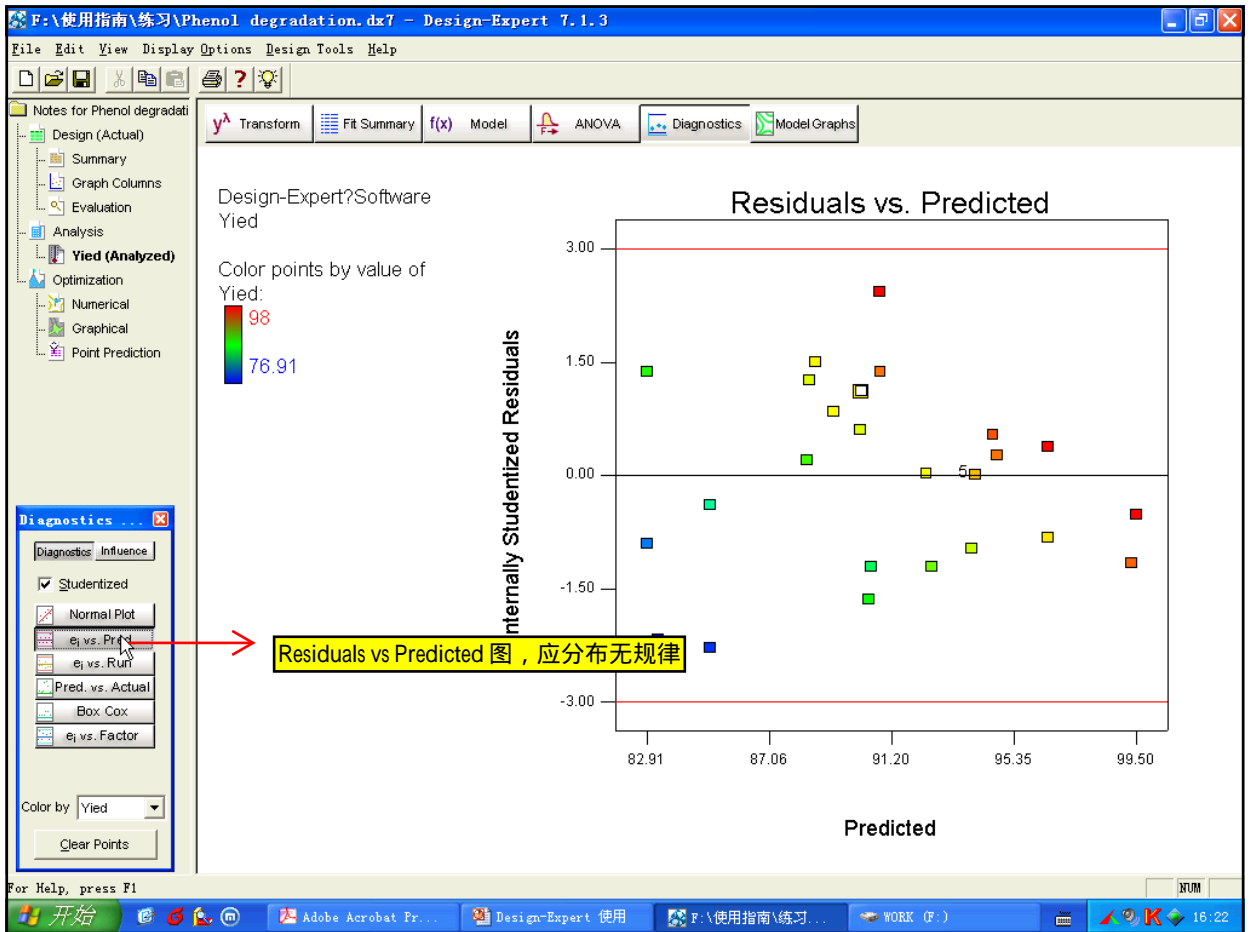 F:\使用指南\练习\Phenol degradation.dx7 - Design-Expert 7.1.3
File Edit View Display Options Design Tools Help
Notes for Phenol degradati
Design (Actual)
Summary
Graph Columns
Evaluation
Analysis
Yied (Analyzed)
Optimization
Numerical
Graphical
Point Prediction
yλ Transform Fit Summary f(x) Model ANOVA Diagnostics Model Graphs
Design-Expert?Software
Yied
Color points by value of
Yied:
98
76.91
Residuals vs. Predicted
Internally Studentized Residuals
3.00
1.50
0.00
-1.50
-3.00
5
82.91 87.06 91.20 95.35 99.50
Predicted
Diagnostics ...
Diagnostics Influence
Studentized
Normal Plot
ei vs. Pred
ei vs. Run
Pred. vs. Actual
Box Cox
ei vs. Factor
Color by Yied
Clear Points
Residuals vs Predicted 图，应分布无规律
For Help, press F1
NUM
开始 Adobe Acrobat Pr... Design-Expert 使用 F:\使用指南\练习... WORK (F:) 16:22